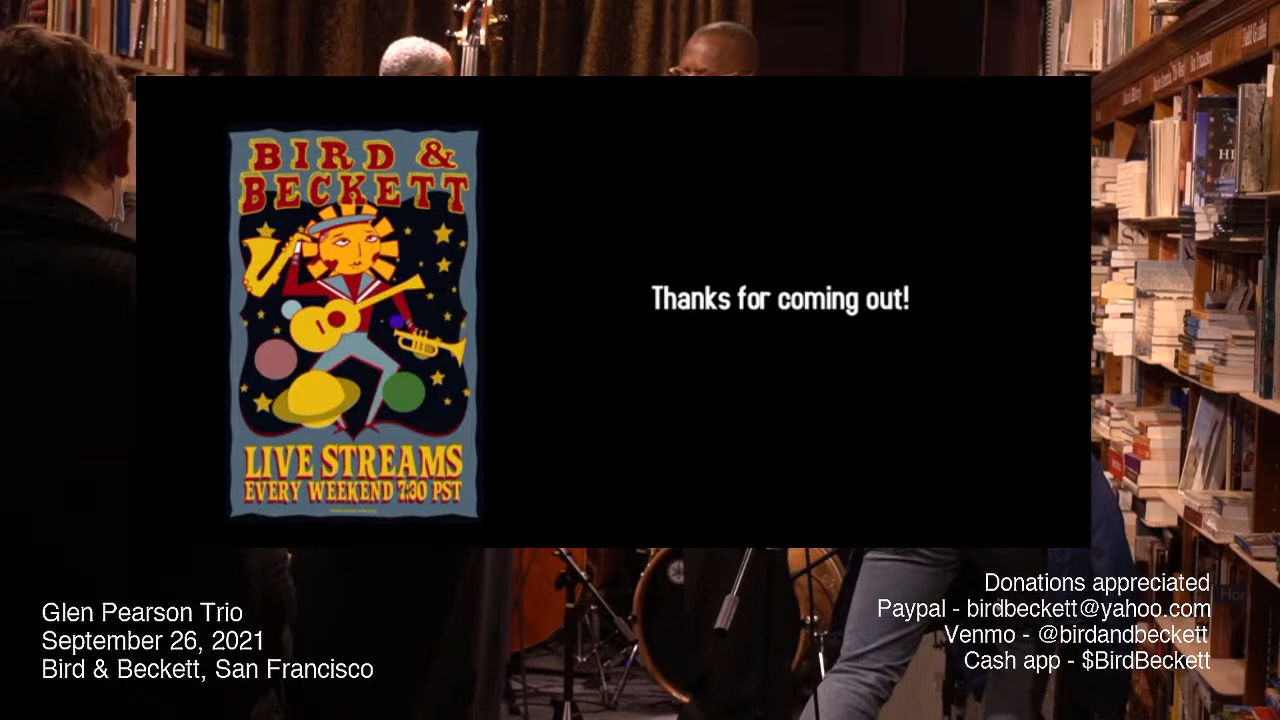 BIRD &
BECKETT
LIVE STREAMS
EVERY WEEKEND 7:30 PST
Thanks for coming out!
Glen Pearson Trio
September 26, 2021
Bird & Beckett, San Francisco
Donations appreciated
Paypal - birdbeckett@yahoo.com
Venmo - @birdandbeckett
Cash app - $BirdBeckett